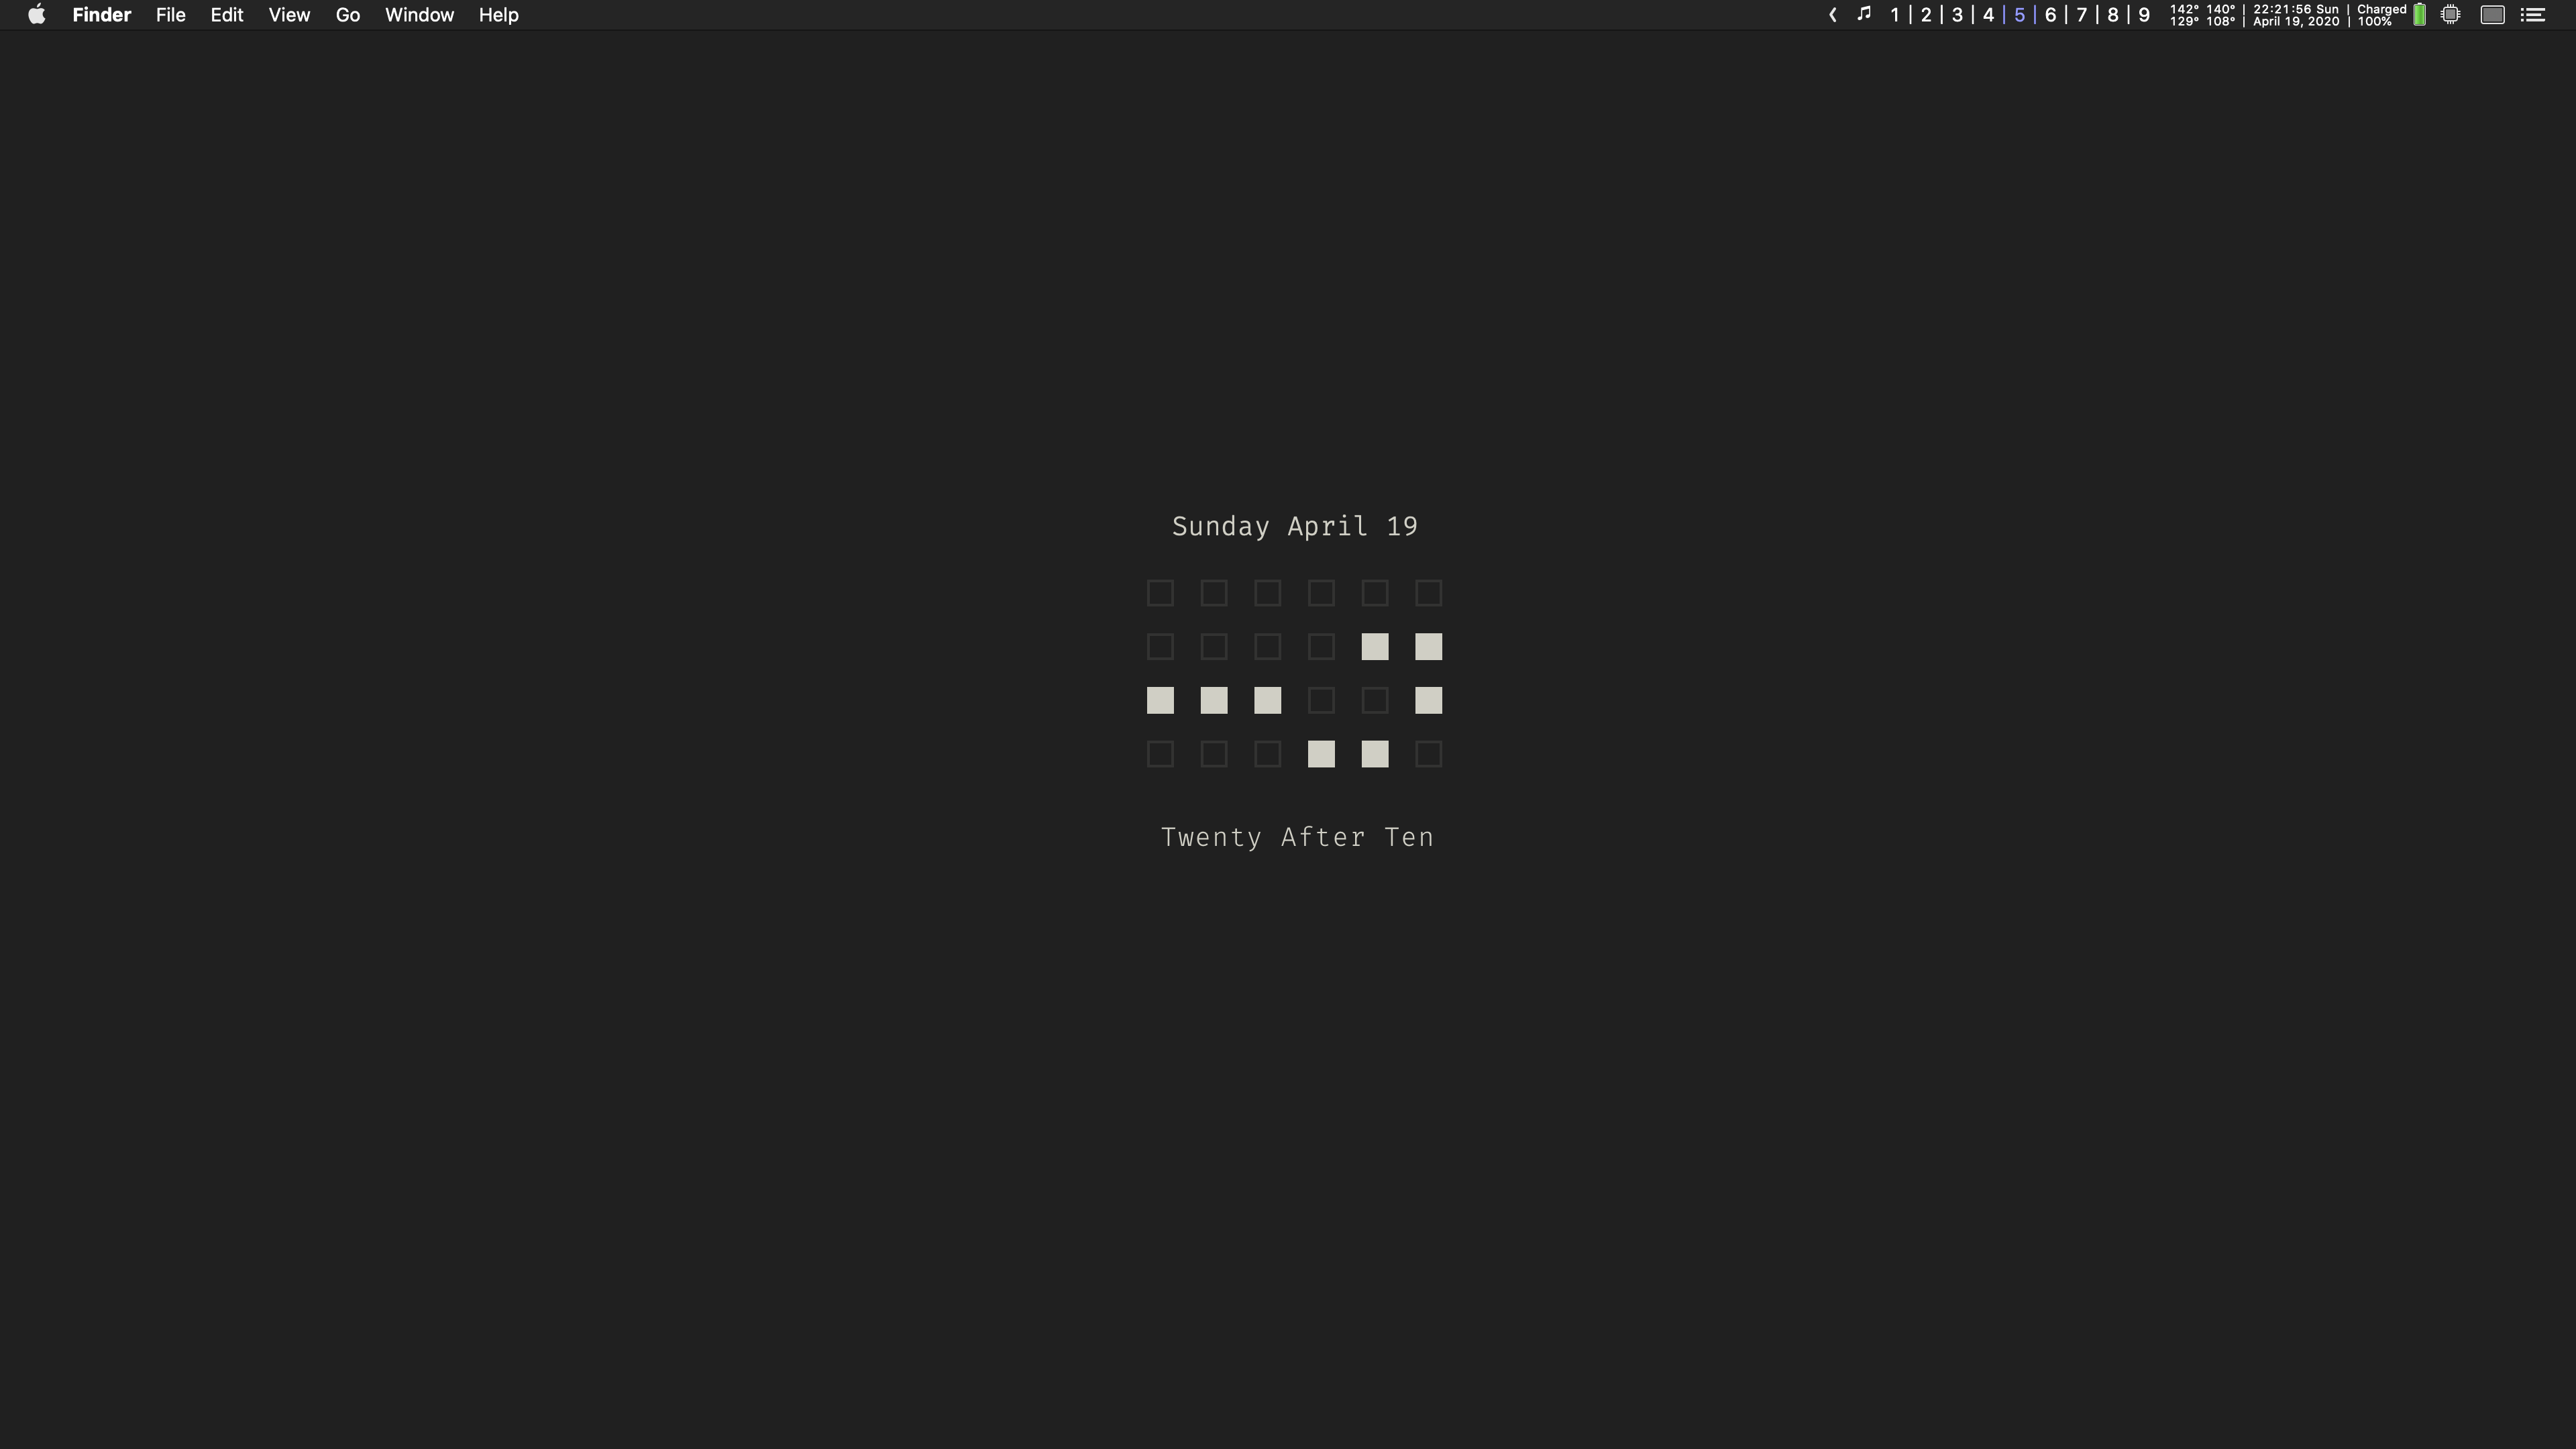 Finder File Edit View Go Window Help
1 | 2 | 3 | 4 | 5 | 6 | 7 | 8 | 9
142° 140° | 22:21:56 Sun | Charged
129° 108° | April 19, 2020 | 100%
Sunday April 19
Twenty After Ten